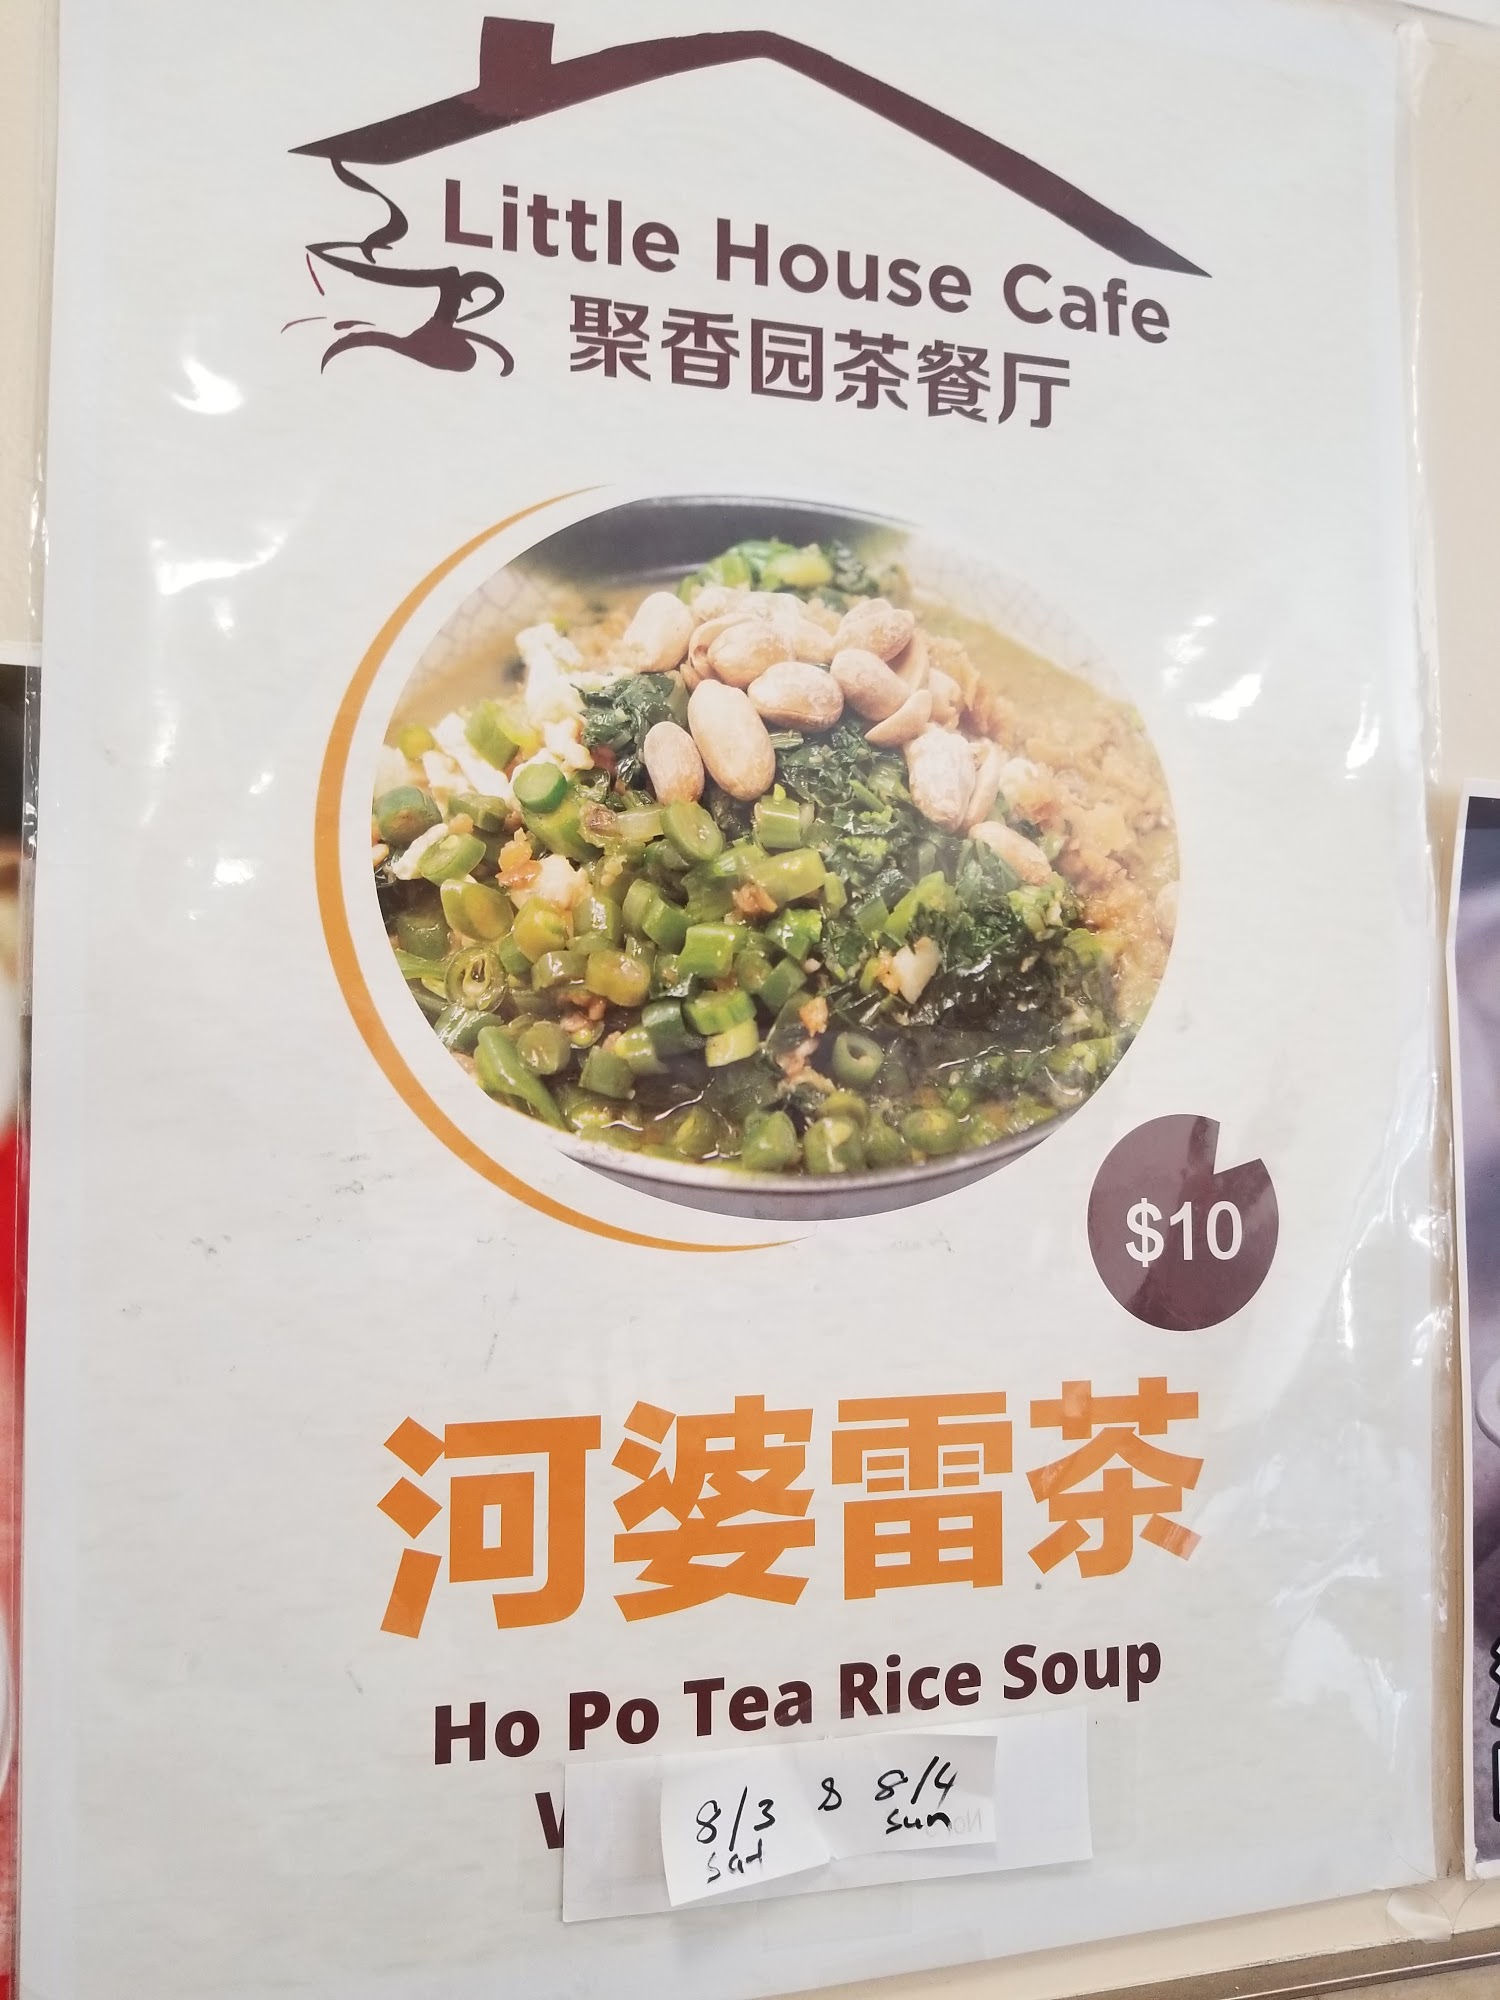 Little House Cafe
聚香园茶餐厅
$10
河婆雷茶
Ho Po Tea Rice Soup
8/3 & 8/4
sat sun